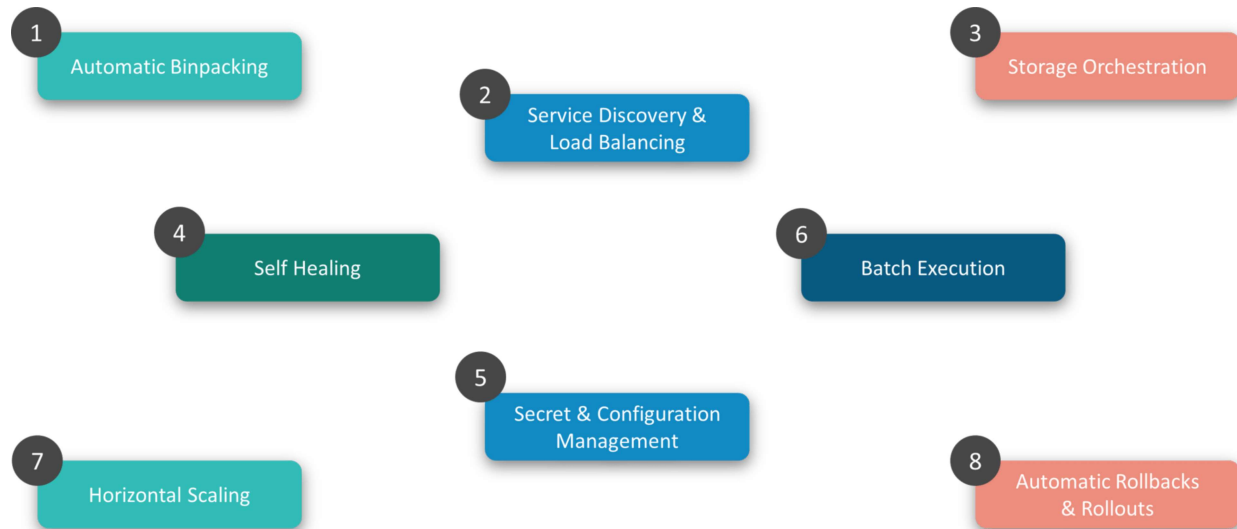 1
Automatic Binpacking
2
Service Discovery &
Load Balancing
3
Storage Orchestration
4
Self Healing
6
Batch Execution
5
Secret & Configuration
Management
7
Horizontal Scaling
8
Automatic Rollbacks
& Rollouts